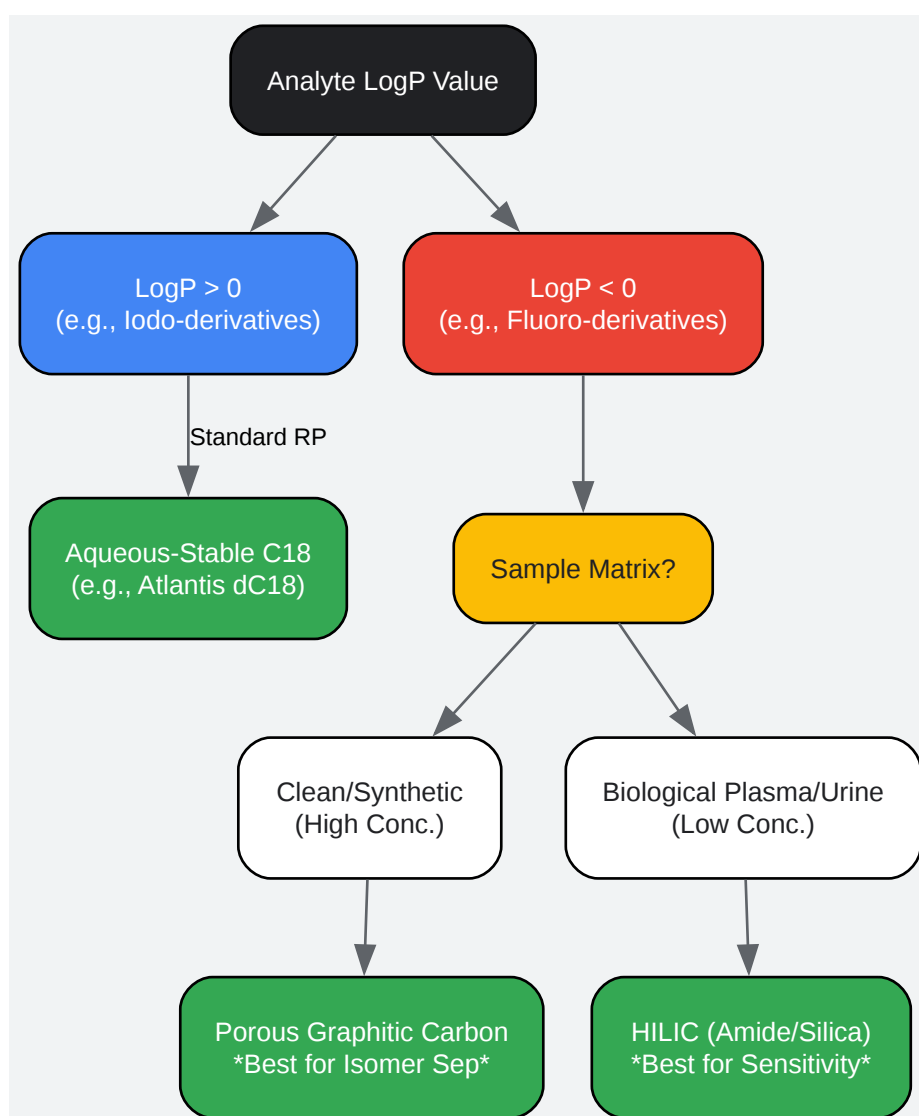 Analyte LogP Value
LogP > 0
(e.g., Iodo-derivatives)
LogP < 0
(e.g., Fluoro-derivatives)
Standard RP
Aqueous-Stable C18
(e.g., Atlantis dC18)
Sample Matrix?
Clean/Synthetic
(High Conc.)
Biological Plasma/Urine
(Low Conc.)
Porous Graphitic Carbon
*Best for Isomer Sep*
HILIC (Amide/Silica)
*Best for Sensitivity*